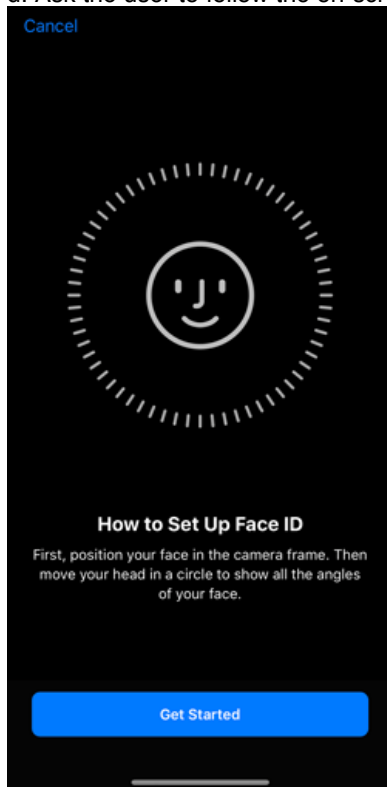 Cancel
How to Set Up Face ID
First, position your face in the camera frame. Then
move your head in a circle to show all the angles
of your face.
Get Started